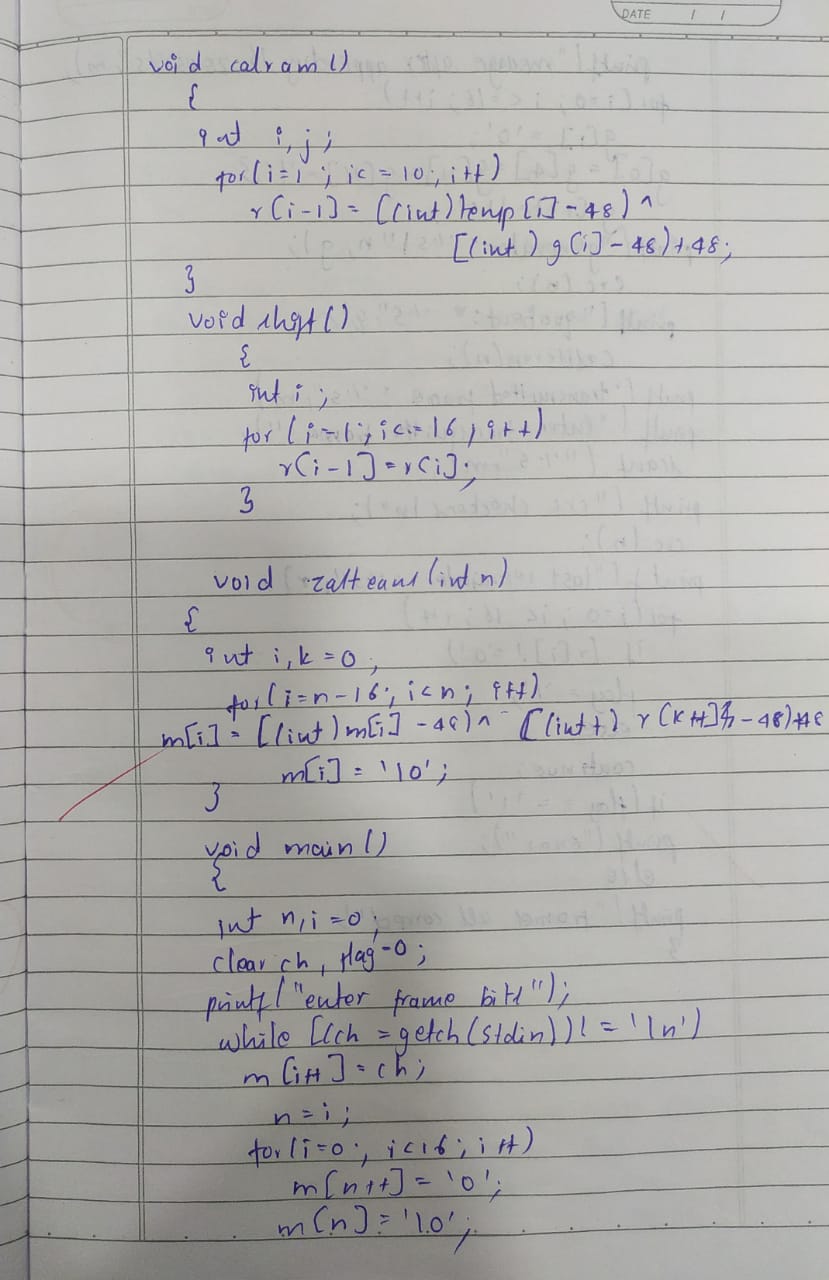 DATE / /
void calram()
{
int i, j;
for(i=1; i<=10; i++)
r(i-1] = [(int)temp[i]-48)^
[(int) g(i]-48)+48;
}
void shift()
{
int i;
for (i=1; i<=16; i++)
r(i-1]=r(i];
}
void caltrans(int n)
{
int i, k=0;
for(i=n-16; i<n; i++)
m[i] = [(int)m[i]-48)^ [(int) r(k++]-48)+48
m[i] = '10';
}
void main()
{
int n, i=0;
clear ch, flag=0;
printf("enter frame bits");
while [(ch = getch(stdin))!='\n')
m[i++]=ch;
n=i;
for(i=0; i<16; i++)
m[n++]='0';
m(n]='10';